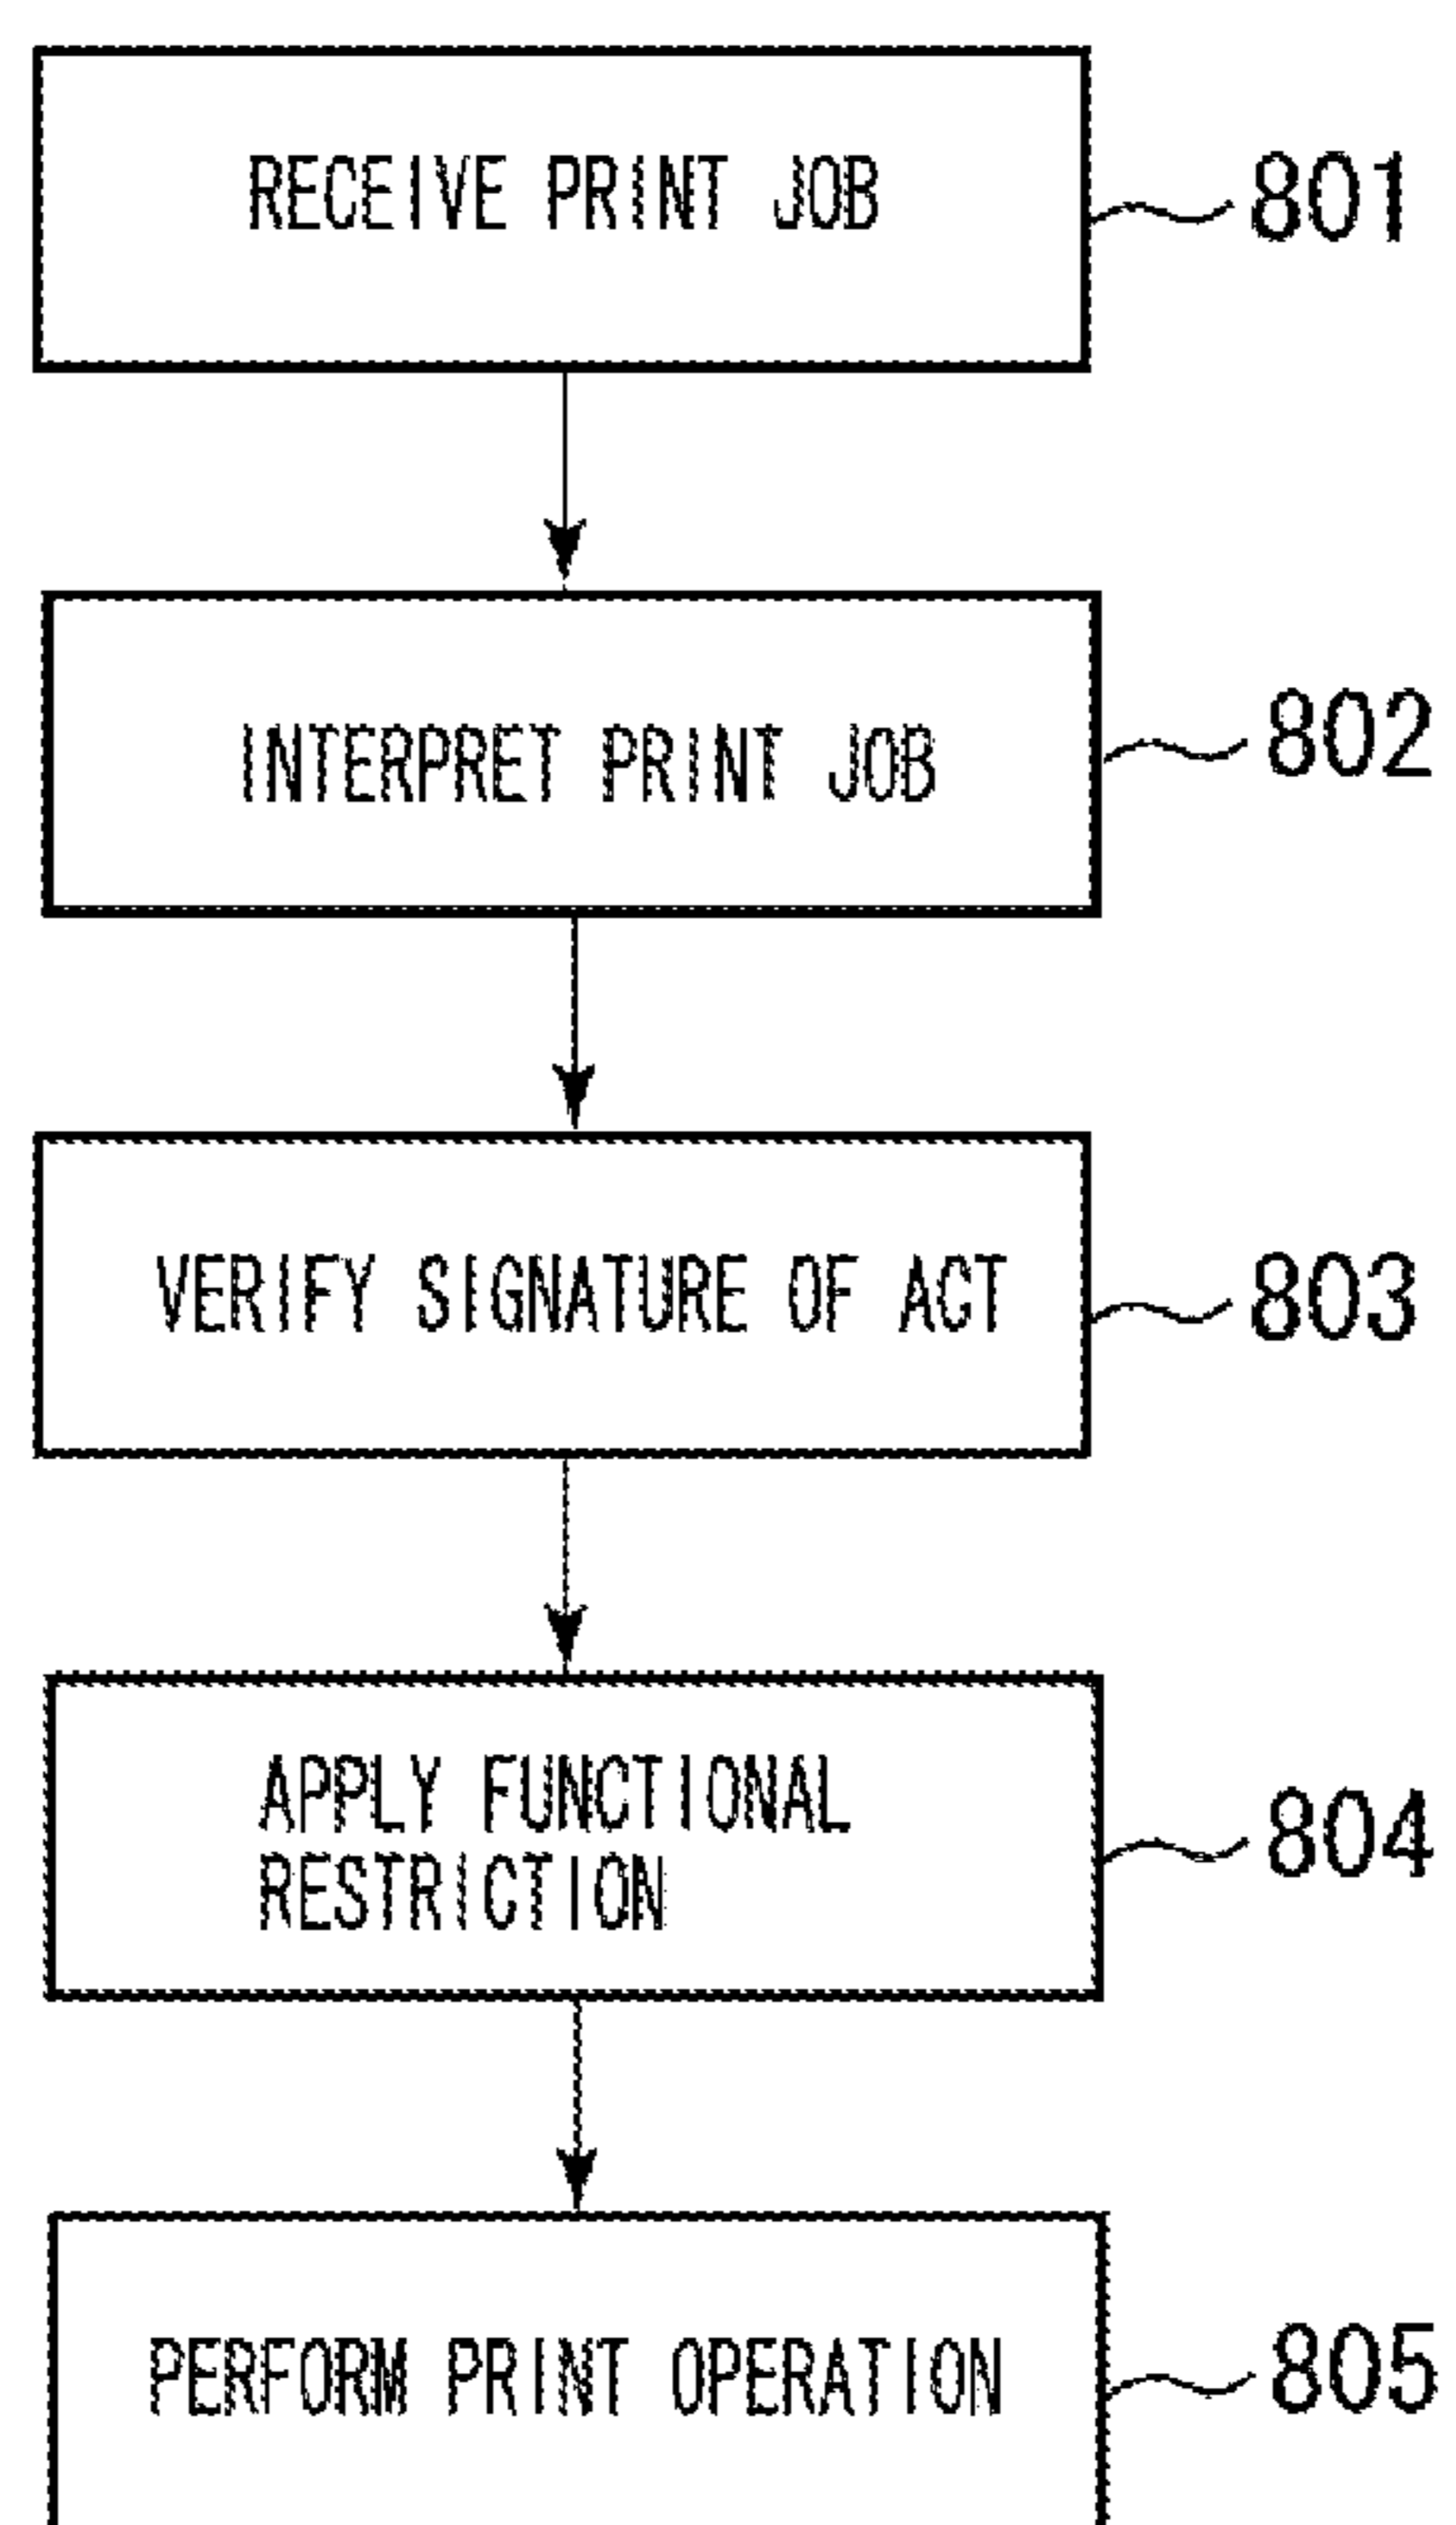 RECEIVE PRINT JOB
801
INTERPRET PRINT JOB
802
VERIFY SIGNATURE OF ACT
803
APPLY FUNCTIONAL
RESTRICTION
804
PERFORM PRINT OPERATION
805